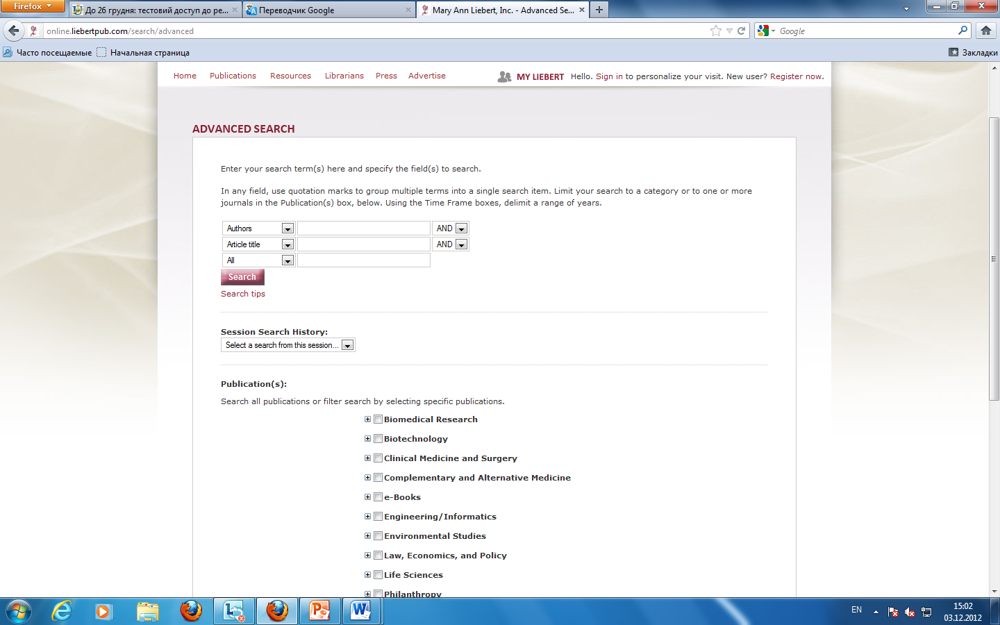 Firefox
До 26 грудня: тестовий доступ до ре...
Переводчик Google
Mary Ann Liebert, Inc. - Advanced Se...
online.liebertpub.com/search/advanced
Google
Часто посещаемые
Начальная страница
Закладки
Home Publications Resources Librarians Press Advertise
MY LIEBERT Hello. Sign in to personalize your visit. New user? Register now.
ADVANCED SEARCH
Enter your search term(s) here and specify the field(s) to search.
In any field, use quotation marks to group multiple terms into a single search item. Limit your search to a category or to one or more
journals in the Publication(s) box, below. Using the Time Frame boxes, delimit a range of years.
Authors AND
Article title AND
All
Search
Search tips
Session Search History:
Select a search from this session...
Publication(s):
Search all publications or filter search by selecting specific publications.
Biomedical Research
Biotechnology
Clinical Medicine and Surgery
Complementary and Alternative Medicine
e-Books
Engineering/Informatics
Environmental Studies
Law, Economics, and Policy
Life Sciences
Philanthropy
EN
15:02
03.12.2012